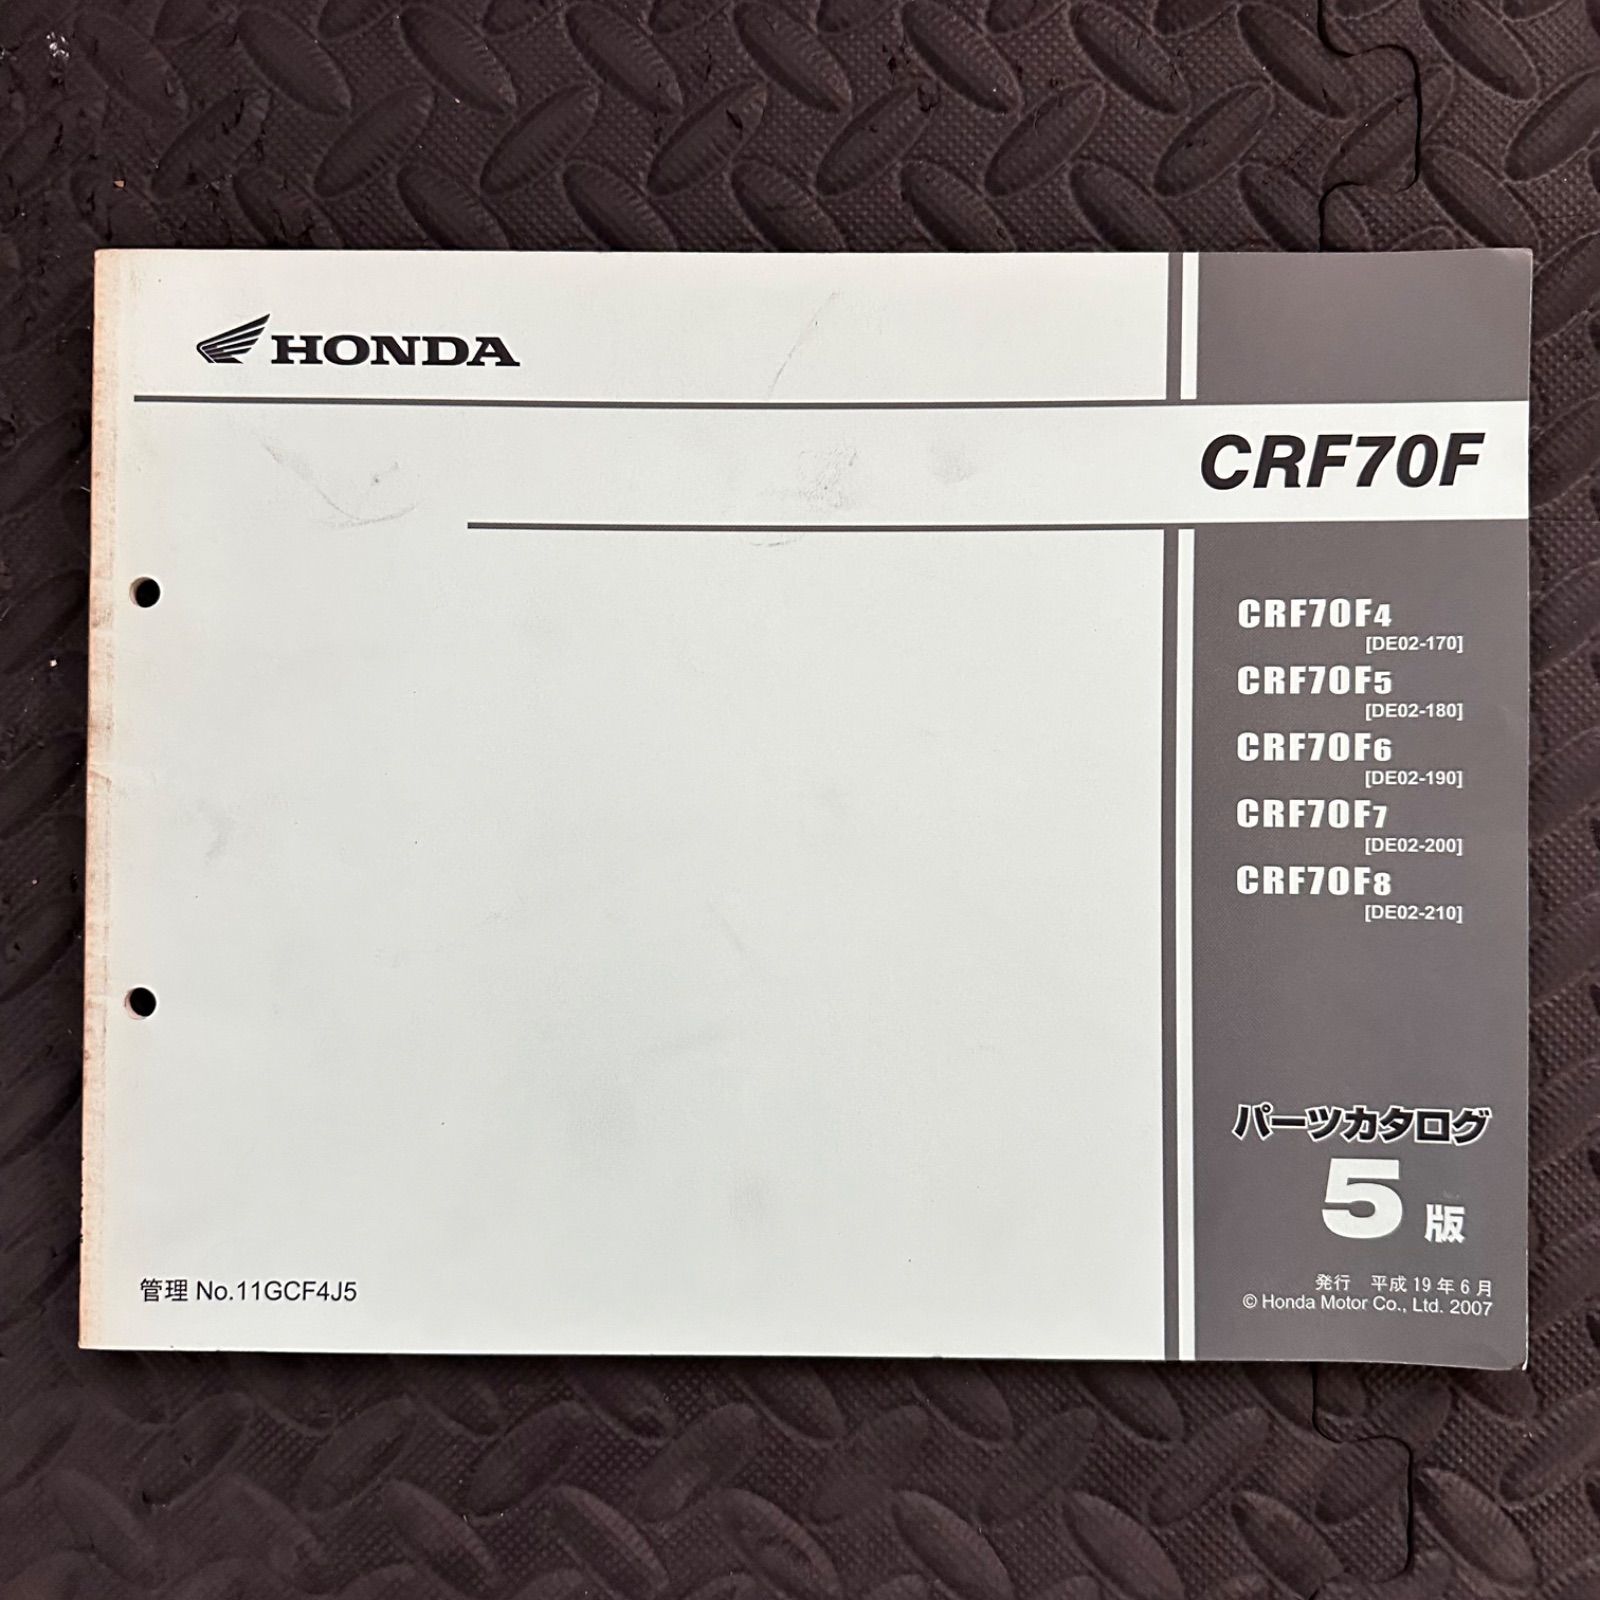 HONDA
CRF70F
CRF70F4
[DE02-170]
CRF70F5
[DE02-180]
CRF70F6
[DE02-190]
CRF70F7
[DE02-200]
CRF70F8
[DE02-210]
パーツカタログ
5版
管理 No.11GCF4J5
発行 平成19年6月
© Honda Motor Co., Ltd. 2007